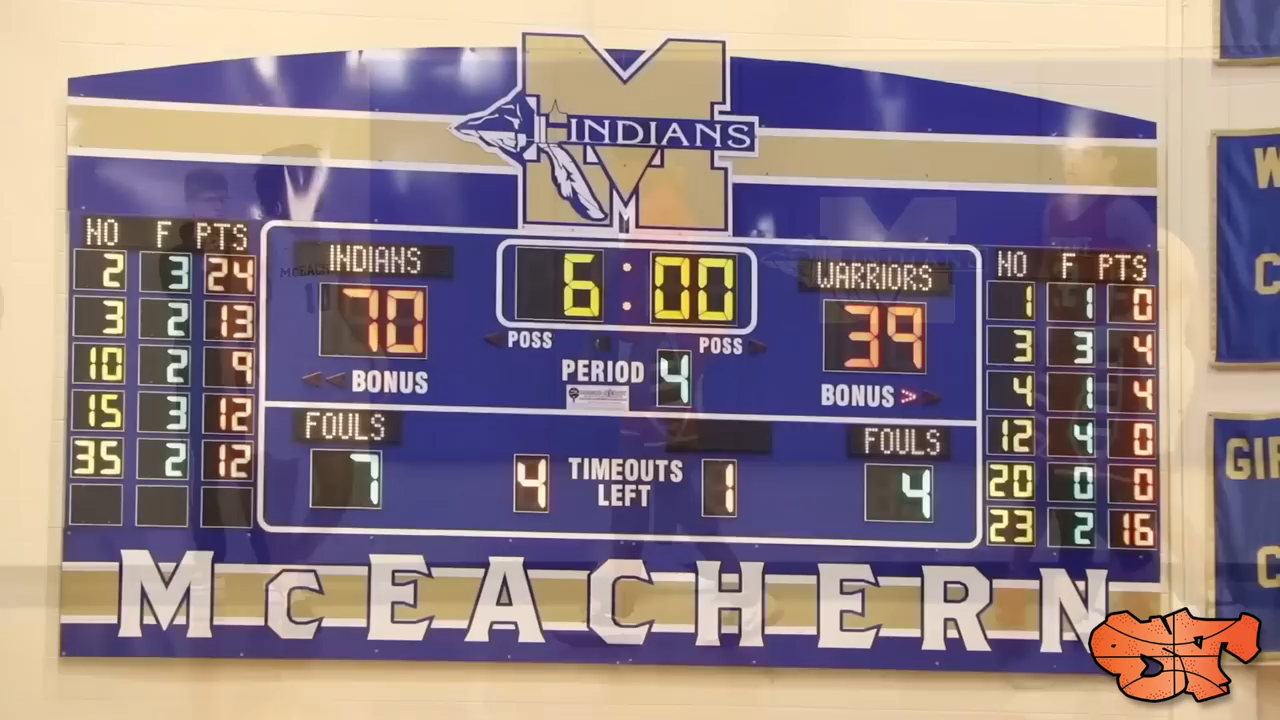 INDIANS
M
NO F PTS
2 3 24
3 2 13
10 2 9
15 3 12
35 2 12
INDIANS
70
6:00
WARRIORS
39
POSS
POSS
PERIOD 4
BONUS
BONUS >
FOULS
7
4 TIMEOUTS LEFT 1
FOULS
4
NO F PTS
1 1 0
3 3 4
4 1 4
12 4 0
20 0 0
23 2 16
McEACHERN
W
C
GIR
C